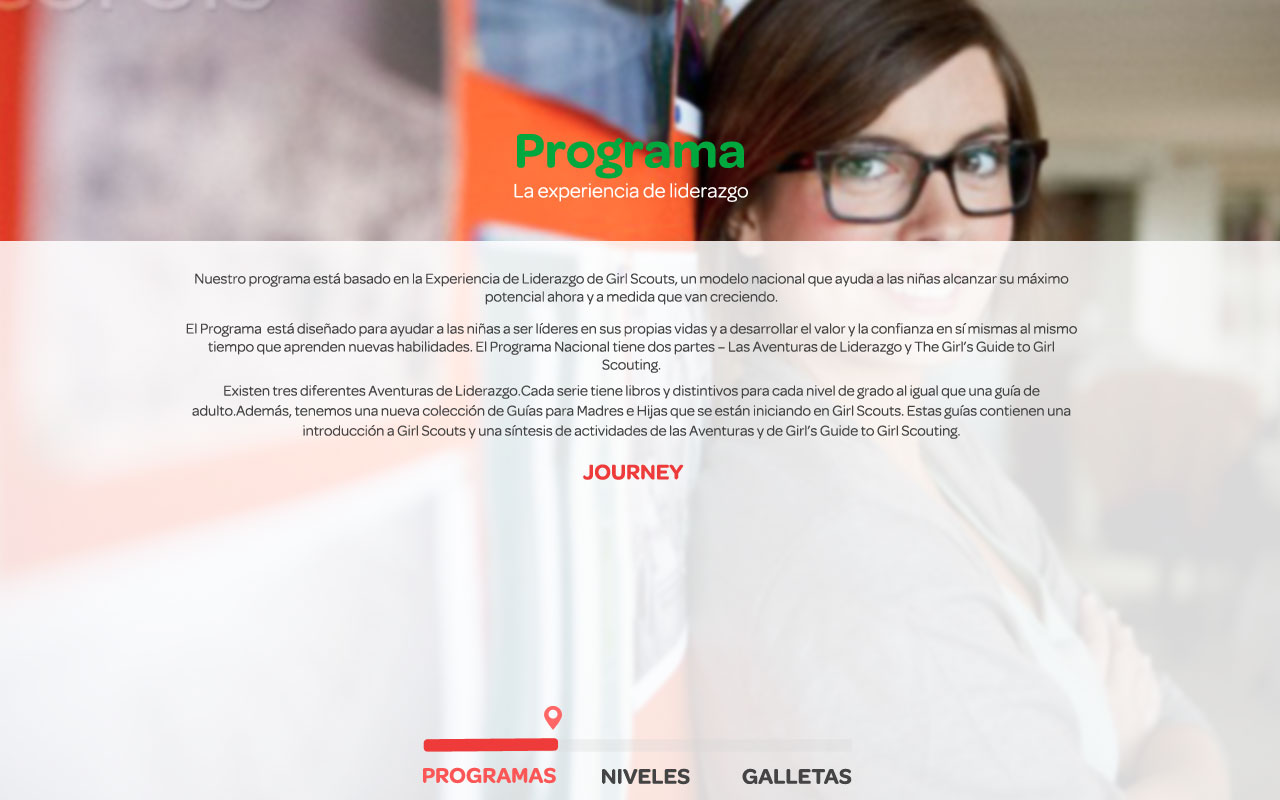 Programa
La experiencia de liderazgo
Nuestro programa está basado en la Experiencia de Liderazgo de Girl Scouts, un modelo nacional que ayuda a las niñas alcanzar su máximo
potencial ahora y a medida que van creciendo.
El Programa  está diseñado para ayudar a las niñas a ser líderes en sus propias vidas y a desarrollar el valor y la confianza en sí mismas al mismo
tiempo que aprenden nuevas habilidades. El Programa Nacional tiene dos partes – Las Aventuras de Liderazgo y The Girl’s Guide to Girl
Scouting.
Existen tres diferentes Aventuras de Liderazgo.Cada serie tiene libros y distintivos para cada nivel de grado al igual que una guía de
adulto.Además, tenemos una nueva colección de Guías para Madres e Hijas que se están iniciando en Girl Scouts. Estas guías contienen una
introducción a Girl Scouts y una síntesis de actividades de las Aventuras y de Girl’s Guide to Girl Scouting.
JOURNEY
PROGRAMAS
NIVELES
GALLETAS